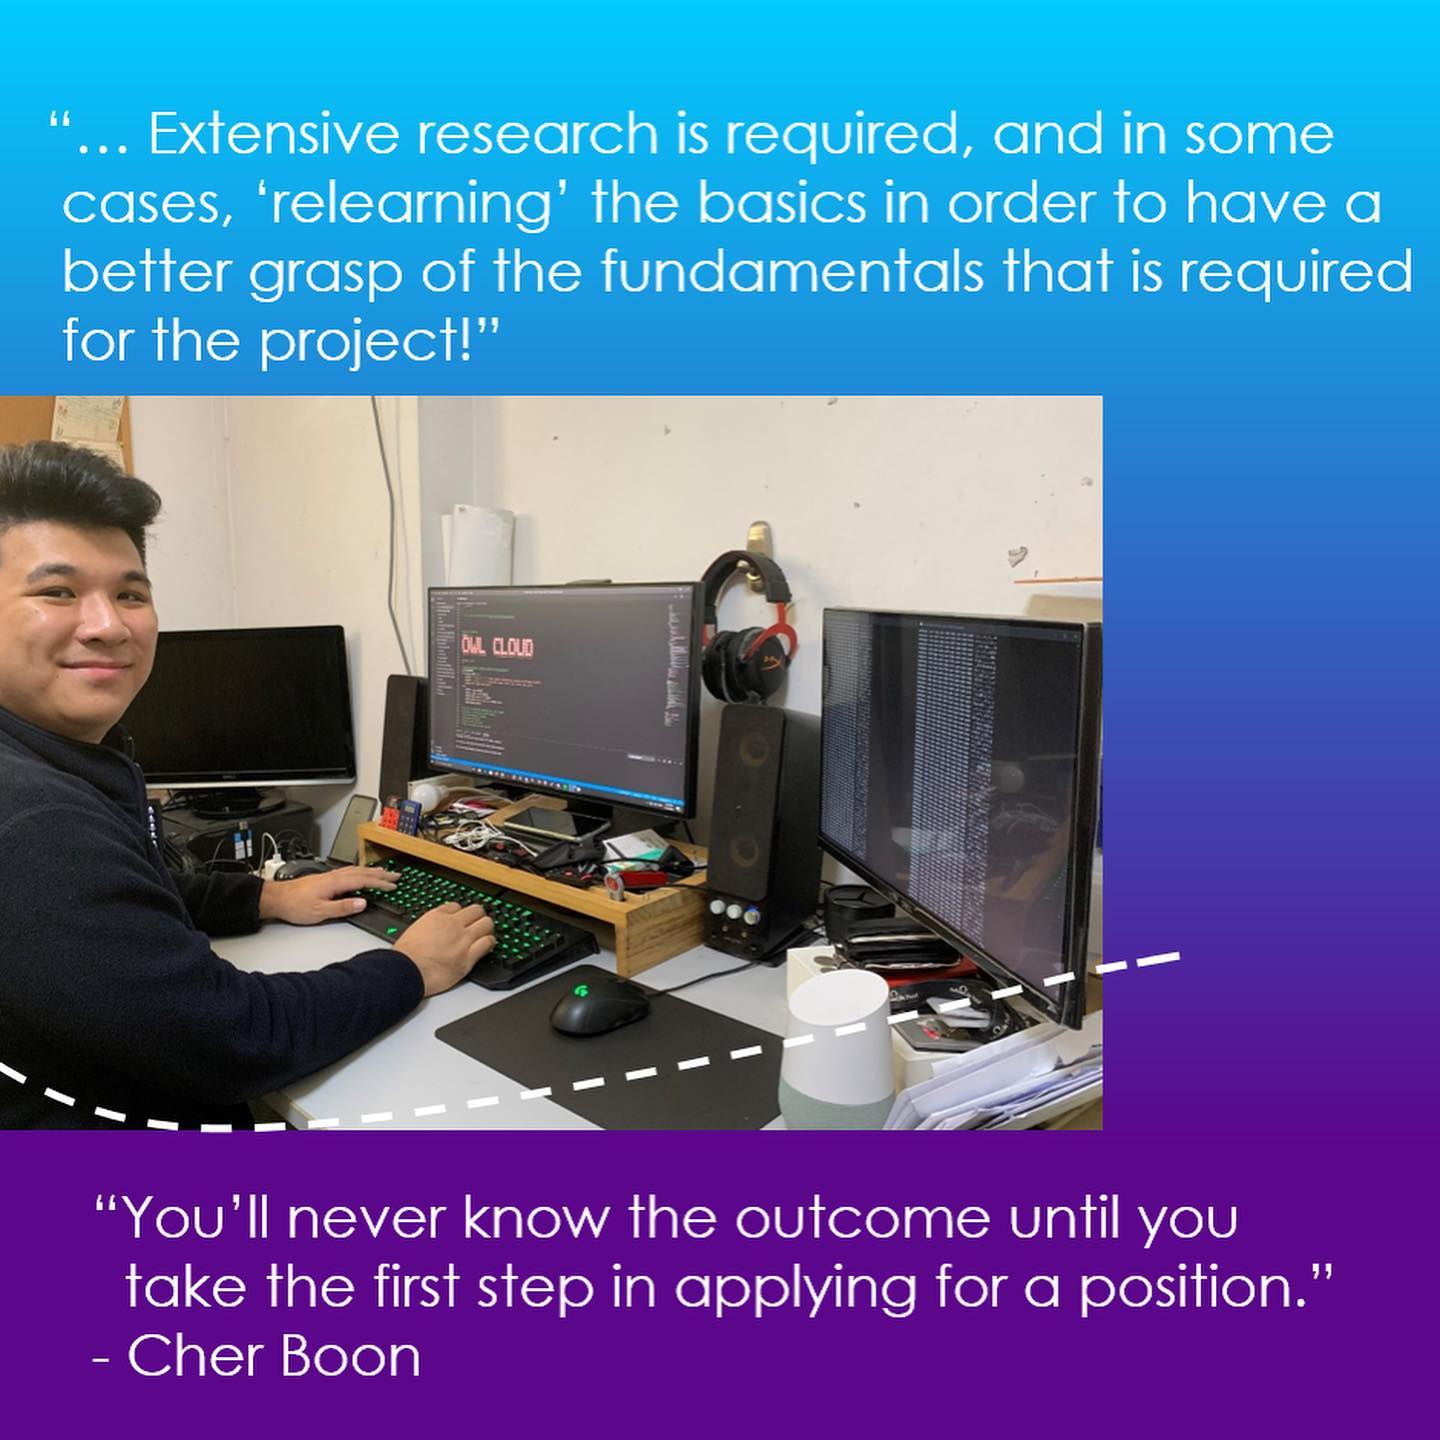 “... Extensive research is required, and in some
cases, ‘relearning’ the basics in order to have a
better grasp of the fundamentals that is required
for the project!”
OWL CLOUD
“You’ll never know the outcome until you
take the first step in applying for a position.”
- Cher Boon